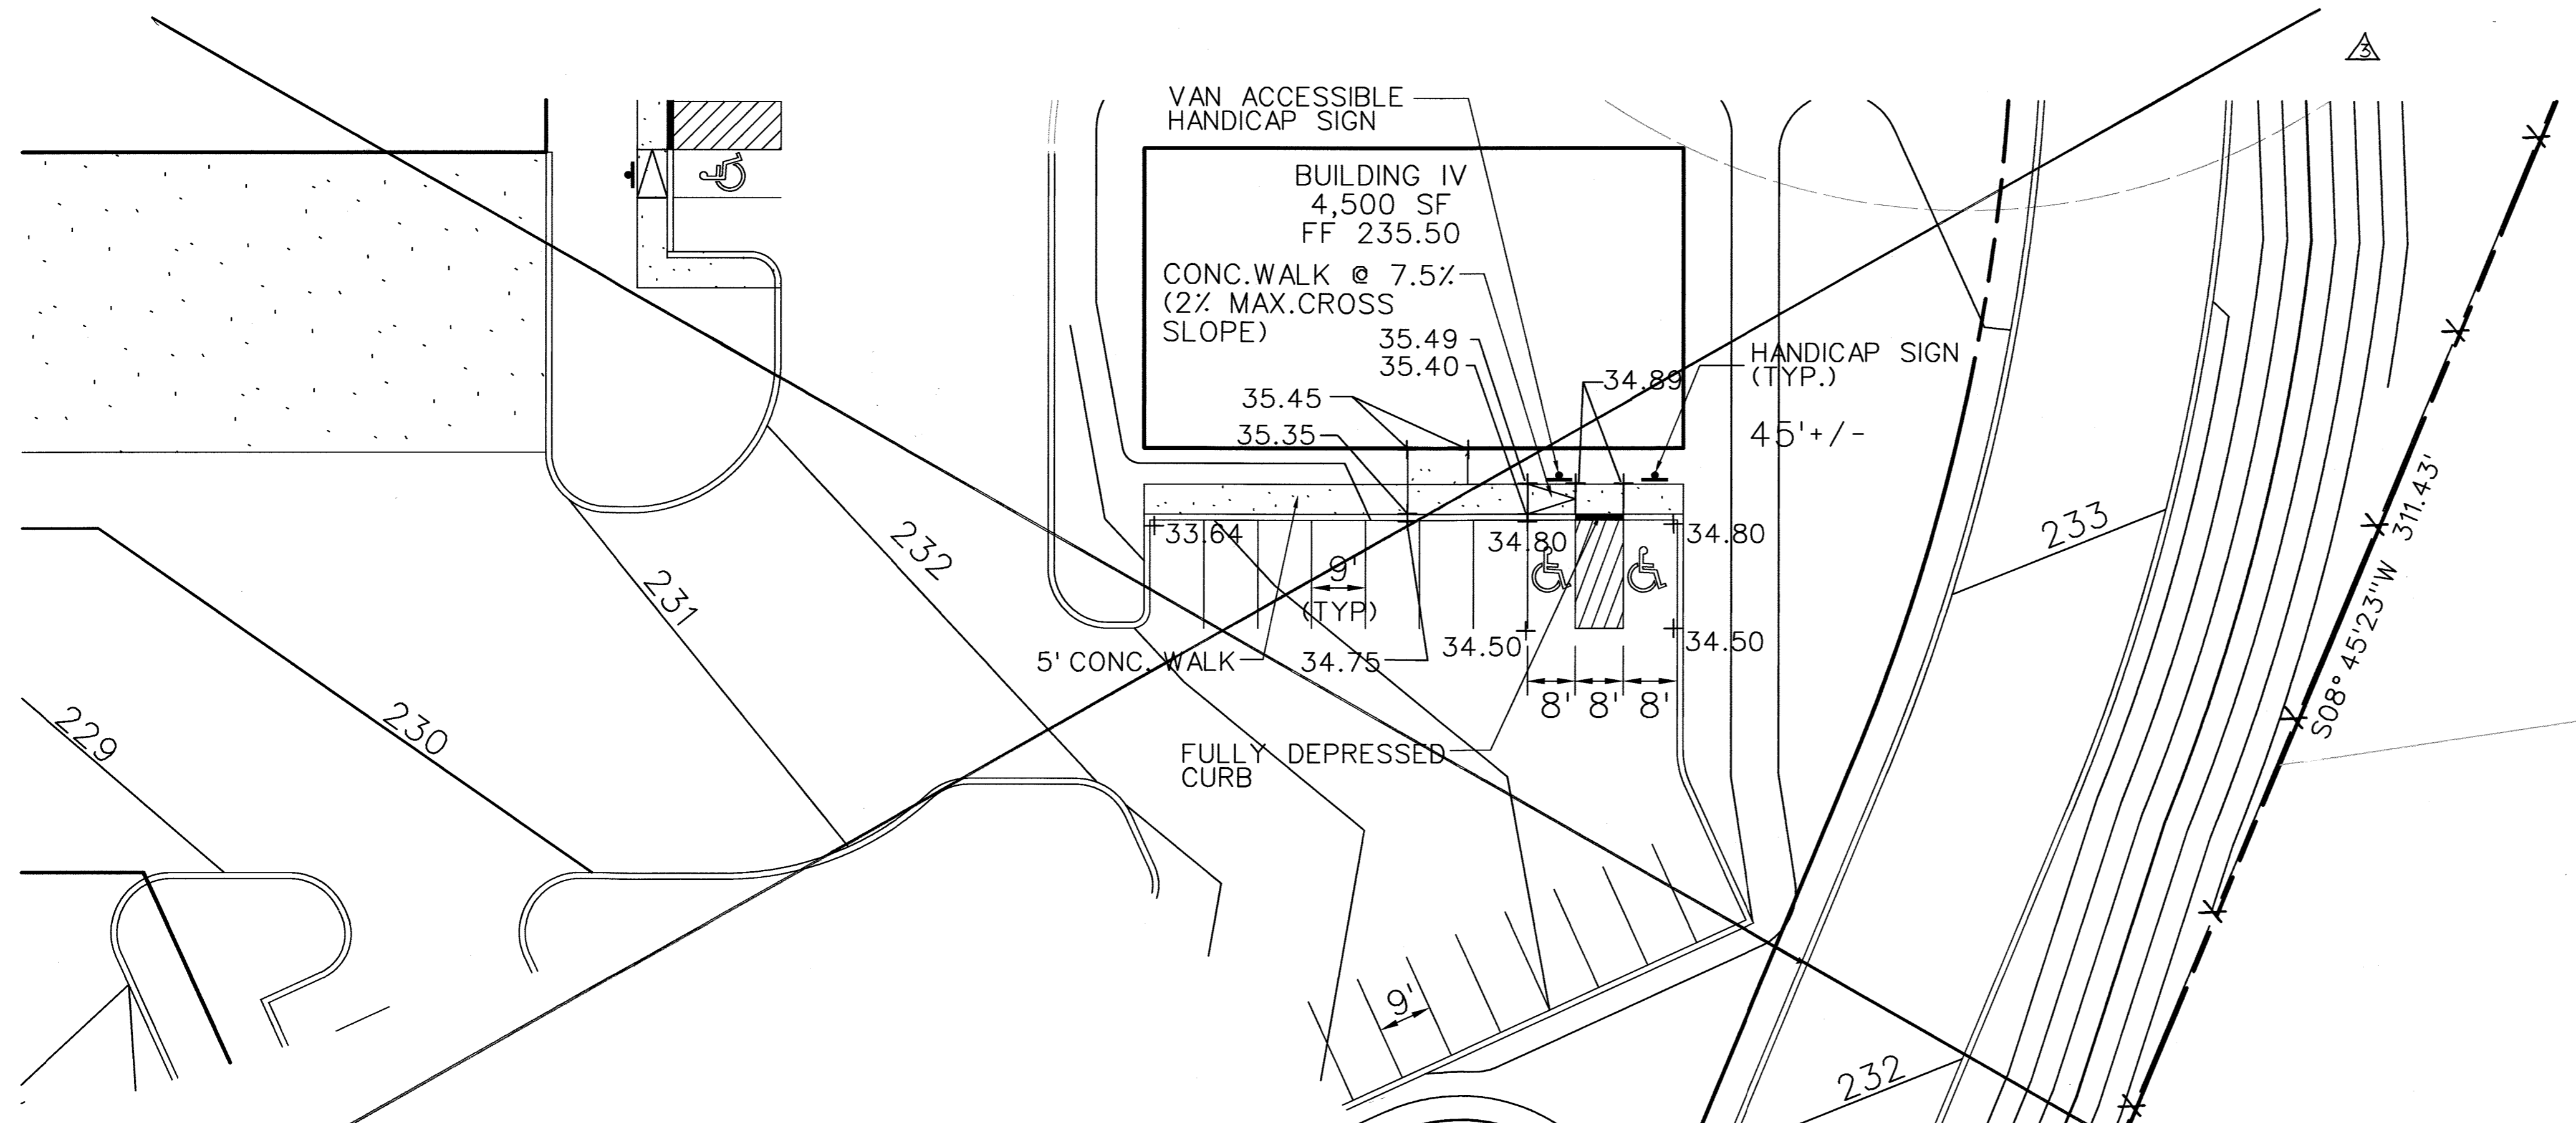 3
VAN ACCESSIBLE
HANDICAP SIGN
BUILDING IV
4,500 SF
FF 235.50
CONC.WALK @ 7.5%
(2% MAX.CROSS
SLOPE)
35.49
35.40
34.89
HANDICAP SIGN
(TYP.)
35.45
35.35
45'+/-
33.64
34.80
34.80
9'
(TYP)
34.50
34.50
5' CONC. WALK
34.75
8'
8'
8'
FULLY DEPRESSED
CURB
232
231
230
229
233
S08° 45'23"W 311.43'
9'
232